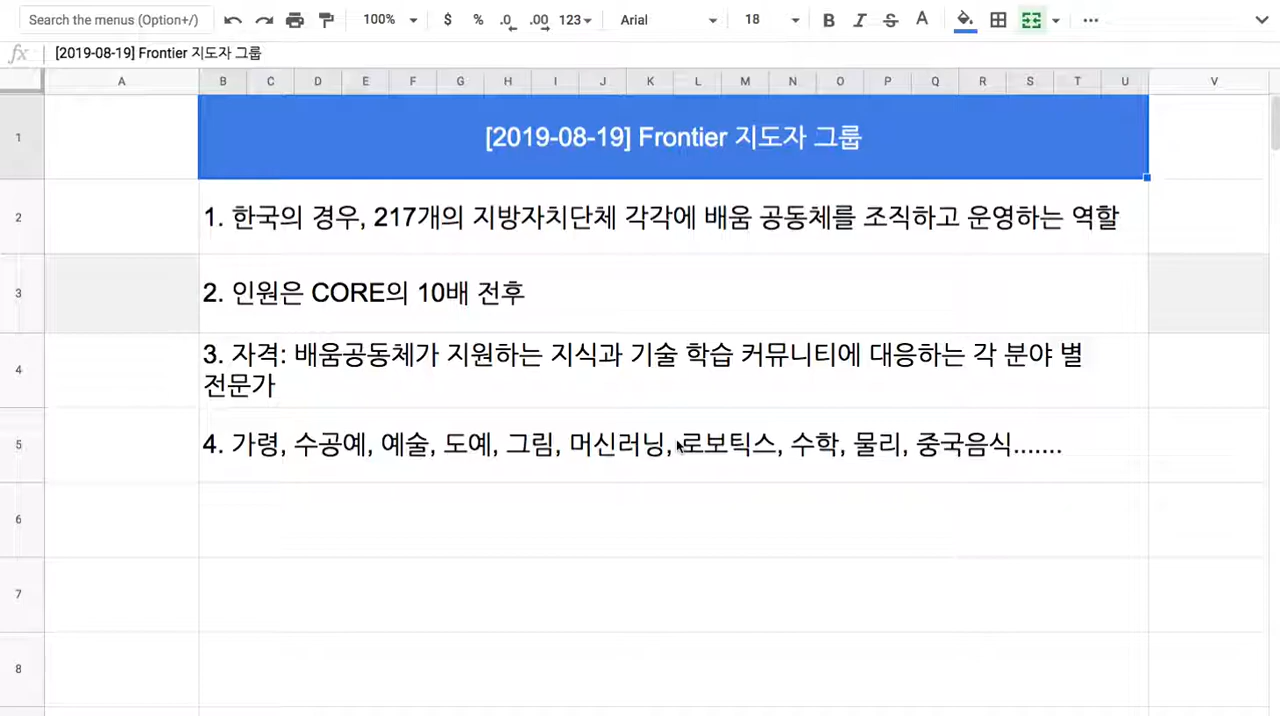 Search the menus (Option+/)
100%
$ % .0 .00 123
Arial
18
B I S A
fx [2019-08-19] Frontier 지도자 그룹
A B C D E F G H I J K L M N O P Q R S T U V
1 [2019-08-19] Frontier 지도자 그룹
2 1. 한국의 경우, 217개의 지방자치단체 각각에 배움 공동체를 조직하고 운영하는 역할
3 2. 인원은 CORE의 10배 전후
4 3. 자격: 배움공동체가 지원하는 지식과 기술 학습 커뮤니티에 대응하는 각 분야 별
전문가
5 4. 가령, 수공예, 예술, 도예, 그림, 머신러닝, 로보틱스, 수학, 물리, 중국음식.......
6
7
8